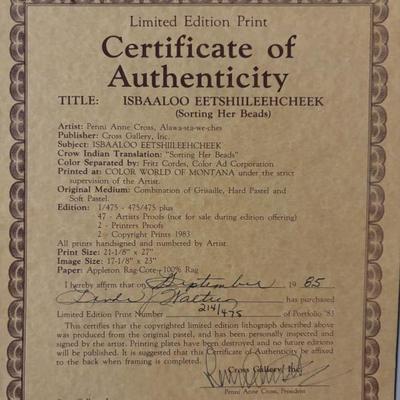 Limited Edition Print
Certificate of
Authenticity
TITLE: ISBAALOO EETSHIILEEHCHEEK
(Sorting Her Beads)
Artist: Penni Anne Cross, Alawa-sta-we-ches
Publisher: Cross Gallery, Inc.
Subject: ISBAALOO EETSHIILEEHCHEEK
Crow Indian Translation: "Sorting Her Beads"
Color Separated by: Fritz Cordes, Color Ad Corporation
Printed at: COLOR WORLD OF MONTANA under the strict
supervision of the Artist.
Original Medium: Combination of Grisaille, Hard Pastel and
Soft Pastel.
Edition: 1/475 - 475/475 plus
47 - Artists Proofs (not for sale during edition offering)
2 - Printers Proofs
2 - Copyright Prints 1983
All prints handsigned and numbered by Artist.
Print Size: 21-1/8" x 27"
Image Size: 17-1/8" x 23"
Paper: Appleton Rag-Cote-100% Rag
I hereby affirm that on September 1985
Linda has purchased
Limited Edition Print Number 214/475 of Portfolio '83
This certifies that the copyrighted limited edition lithograph described above
was produced from the original pastel, and has been personally inspected and
signed by the artist. Printing plates have been destroyed and no future editions
will be published. It is suggested that this Certificate of Authenticity be affixed
to the back when framing is completed.
Cross Gallery, Inc.
Penni Anne Cross, President